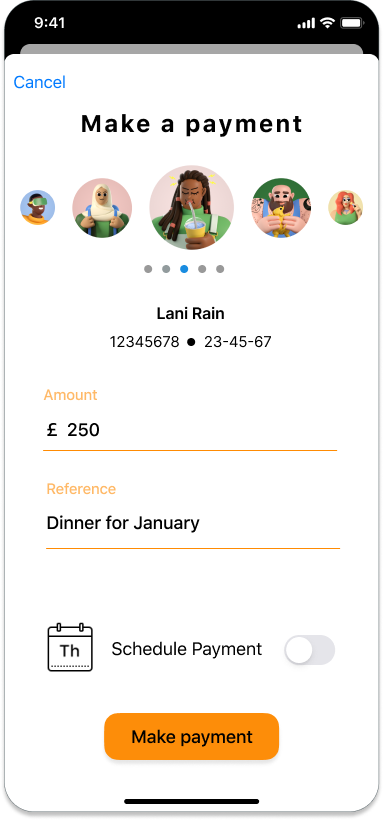 9:41
Cancel
Make a payment
Lani Rain
12345678 ● 23-45-67
Amount
£ 250
Reference
Dinner for January
Th
Schedule Payment
Make payment